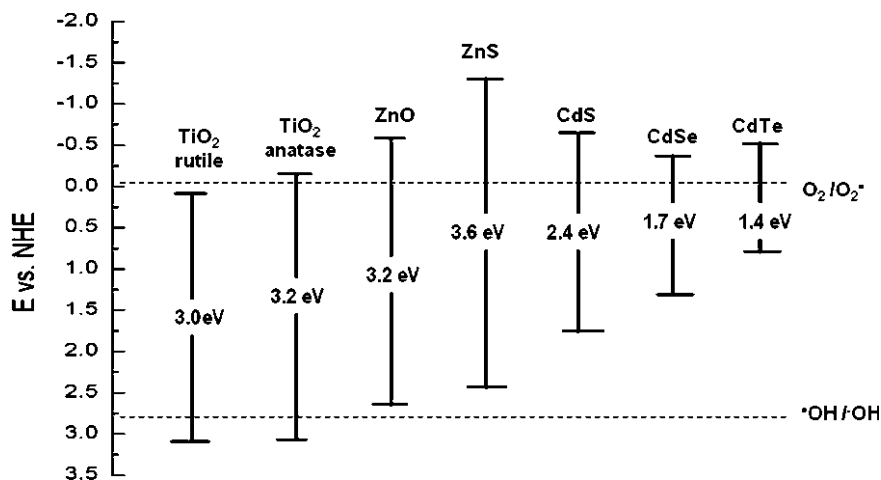 E vs. NHE
-2.0
-1.5
-1.0
-0.5
0.0
0.5
1.0
1.5
2.0
2.5
3.0
3.5
TiO₂
rutile
3.0eV
TiO₂
anatase
3.2 eV
ZnO
3.2 eV
ZnS
3.6 eV
CdS
2.4 eV
CdSe
1.7 eV
CdTe
1.4 eV
O₂ /O₂•
•OH /-OH